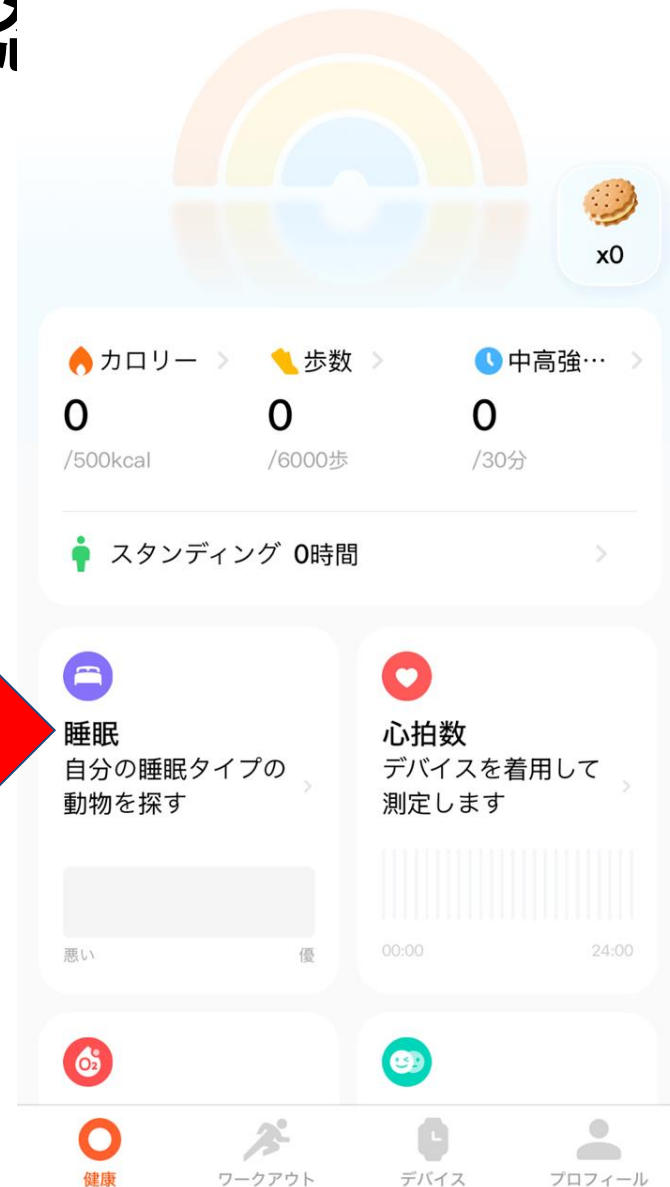 x0
カロリー
歩数
中高強…
0
0
0
/500kcal
/6000歩
/30分
スタンディング 0時間
睡眠
自分の睡眠タイプの
動物を探す
悪い
優
心拍数
デバイスを着用して
測定します
00:00
24:00
O2
健康
ワークアウト
デバイス
プロフィール